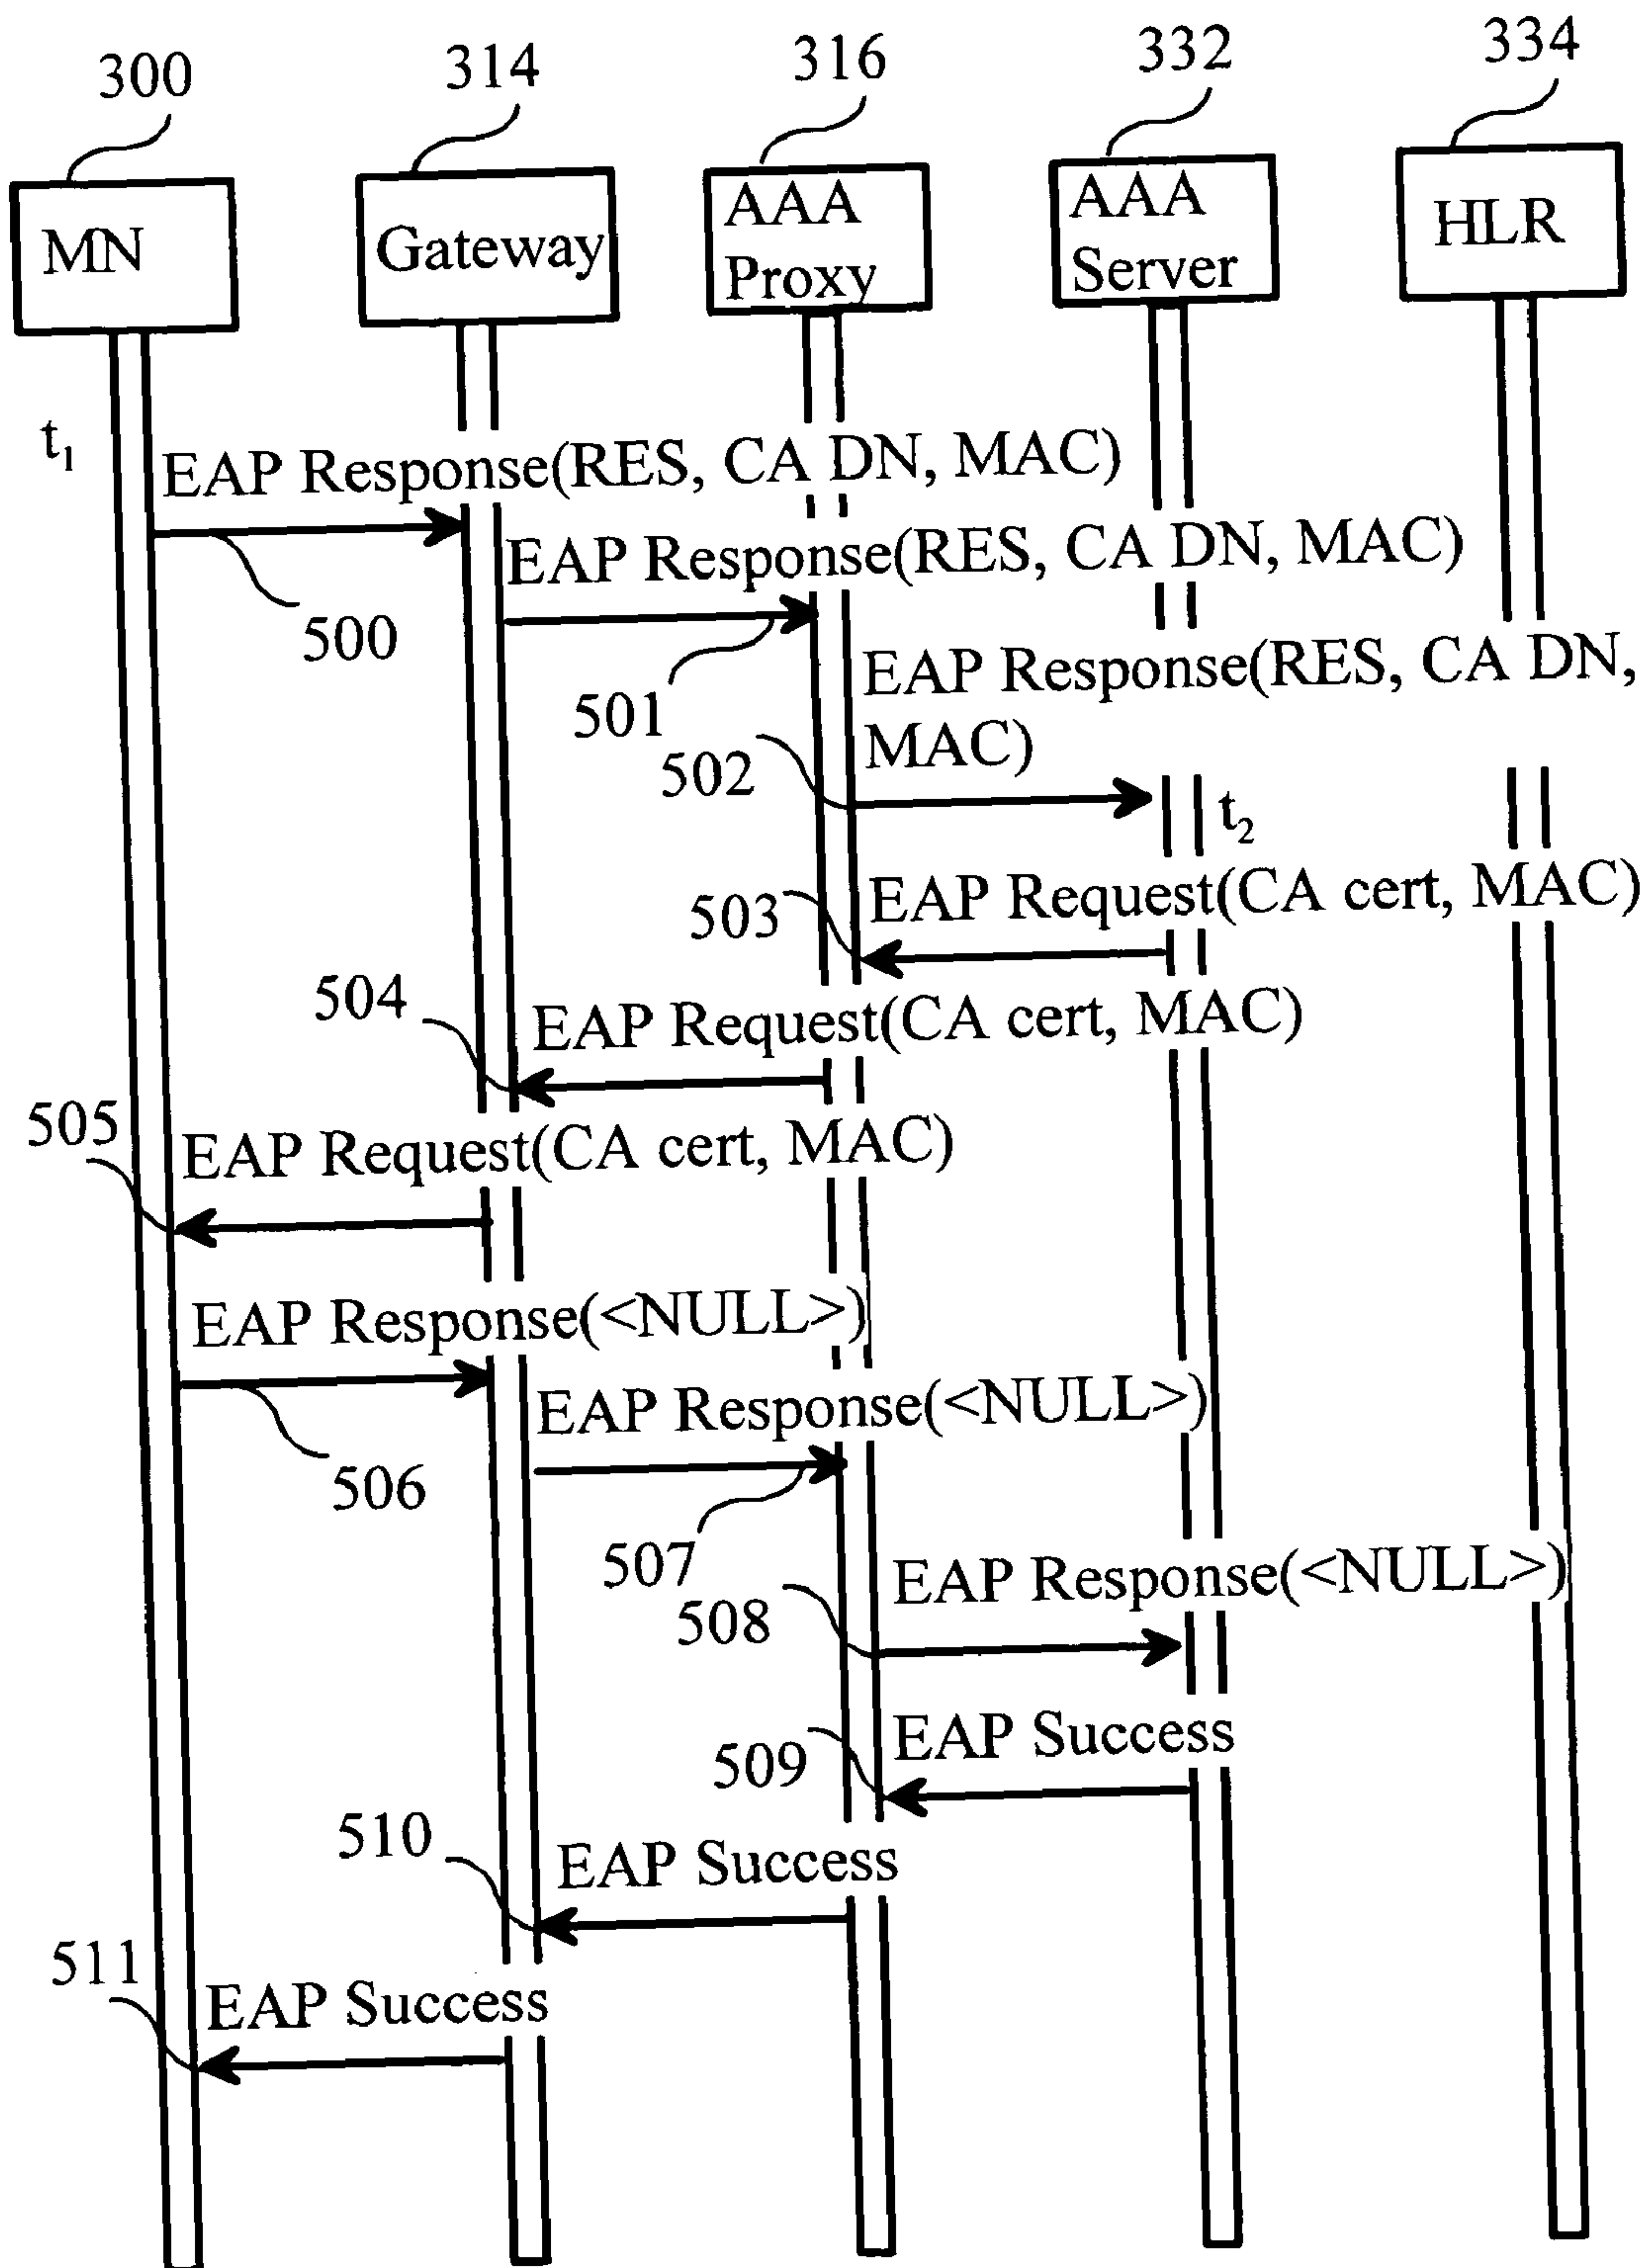 300
314
316
332
334
MN
Gateway
AAA
Proxy
AAA
Server
HLR
t1
EAP Response(RES, CA DN, MAC)
500
EAP Response(RES, CA DN, MAC)
501
EAP Response(RES, CA DN,
MAC)
502
t2
503
EAP Request(CA cert, MAC)
504
EAP Request(CA cert, MAC)
505
EAP Request(CA cert, MAC)
EAP Response(<NULL>)
506
EAP Response(<NULL>)
507
EAP Response(<NULL>)
508
EAP Success
509
510
EAP Success
511
EAP Success